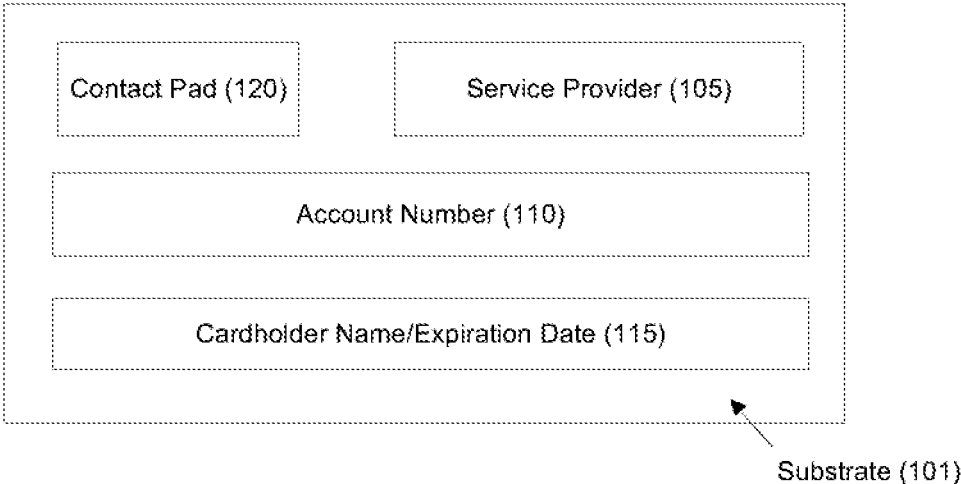 Contact Pad (120)
Service Provider (105)
Account Number (110)
Cardholder Name/Expiration Date (115)
Substrate (101)